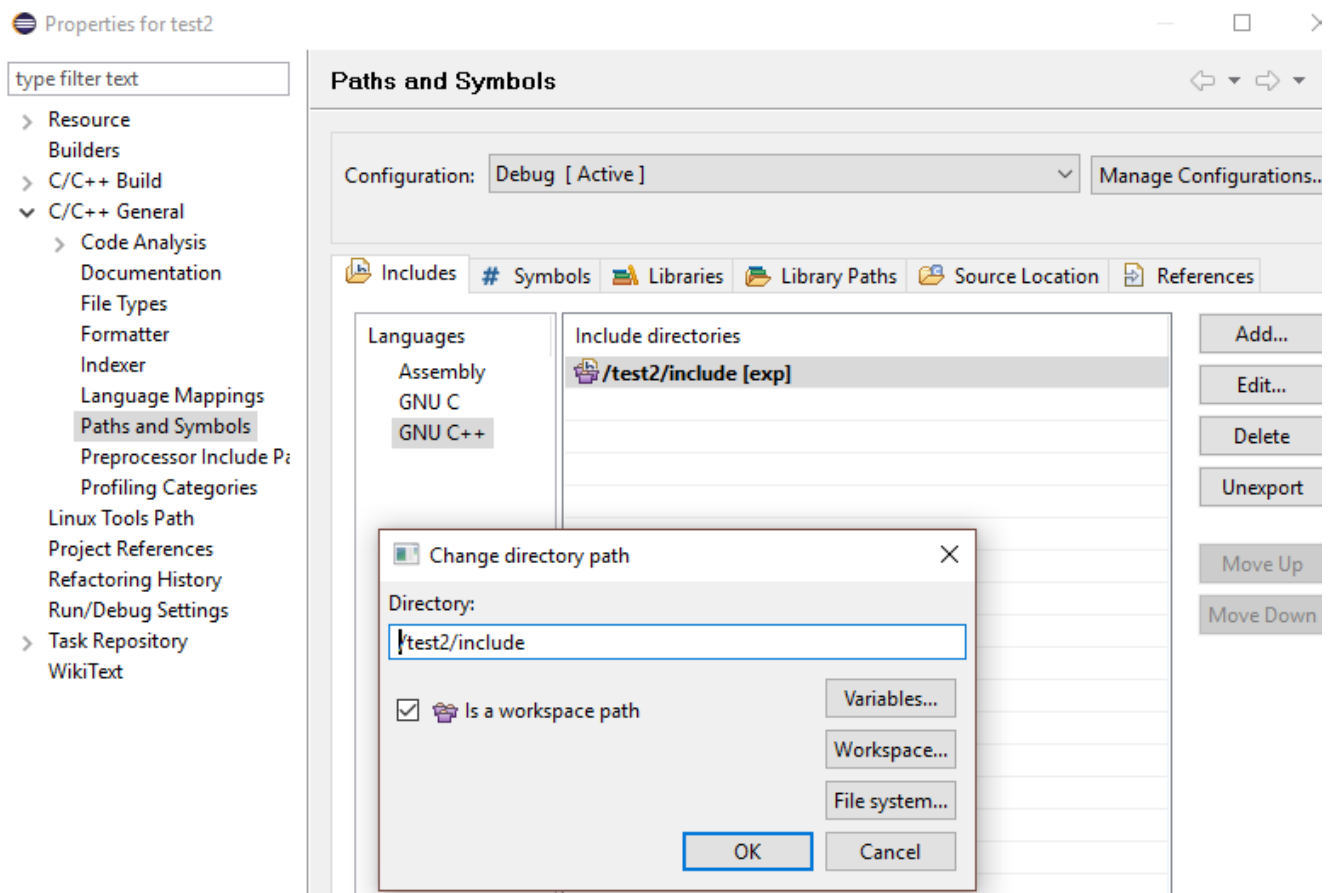 Properties for test2
type filter text
Resource
Builders
C/C++ Build
C/C++ General
Code Analysis
Documentation
File Types
Formatter
Indexer
Language Mappings
Paths and Symbols
Preprocessor Include Pa
Profiling Categories
Linux Tools Path
Project References
Refactoring History
Run/Debug Settings
Task Repository
WikiText
Paths and Symbols
Configuration: Debug [ Active ] Manage Configurations..
Includes # Symbols Libraries Library Paths Source Location References
Languages
Assembly
GNU C
GNU C++
Include directories
/test2/include [exp]
Add...
Edit...
Delete
Unexport
Move Up
Move Down
Change directory path
Directory:
/test2/include
Is a workspace path
Variables...
Workspace...
File system...
OK Cancel